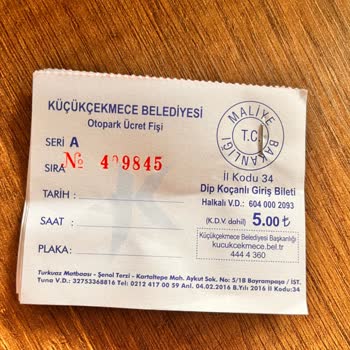 KÜÇÜKÇEKMECE BELEDİYESİ
Otopark Ücret Fişi
SERİ A
SIRA № 409845
TARİH :
SAAT :
PLAKA:
MALİYE BAKANLIĞI
T.C.
İl Kodu 34
Dip Koçanlı Giriş Bileti
Halkalı V.D.: 604 000 2093
(K.D.V. dahil) 5.00 ₺
Küçükçekmece Belediyesi Başkanlığı
kucukcekmece.bel.tr
444 4 360
Turkuaz Matbaası - Şenol Terzi - Kartaltepe Mah. Aykut Sok. No: 5/1B Bayrampaşa / İST.
Tuna V.D.: 32753368816 Tel: 0212 417 00 59 Anl. 04.02.2016 B.Yılı 2016 İl Kodu:34